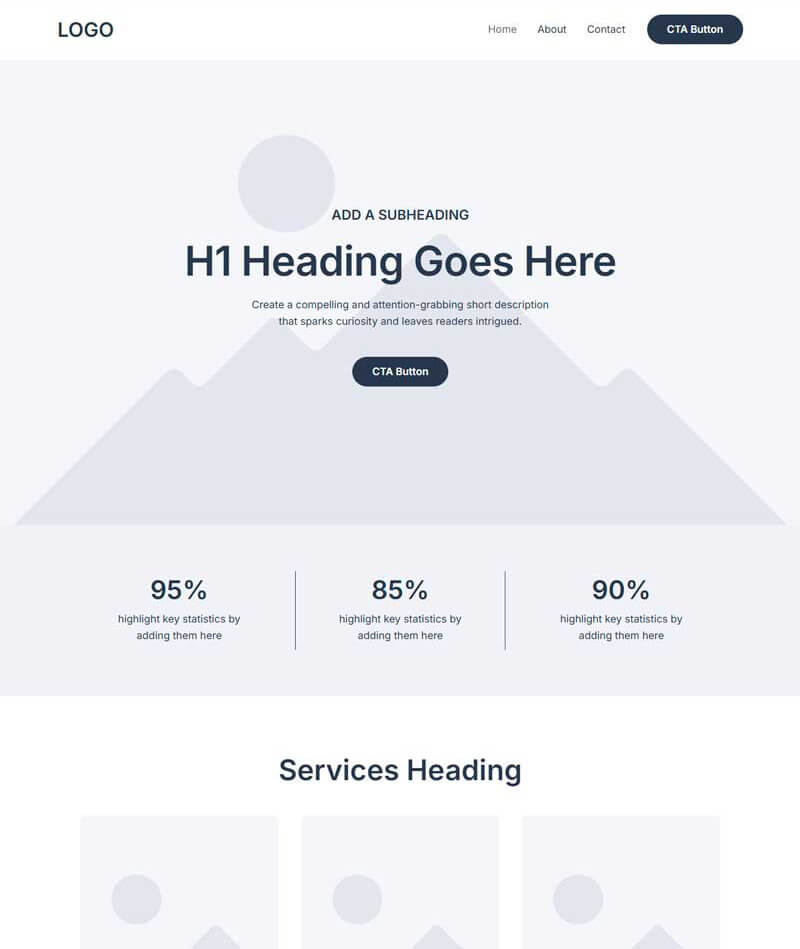 LOGO
Home About Contact CTA Button
ADD A SUBHEADING
H1 Heading Goes Here
Create a compelling and attention-grabbing short description
that sparks curiosity and leaves readers intrigued.
CTA Button
95%
highlight key statistics by
adding them here
85%
highlight key statistics by
adding them here
90%
highlight key statistics by
adding them here
Services Heading